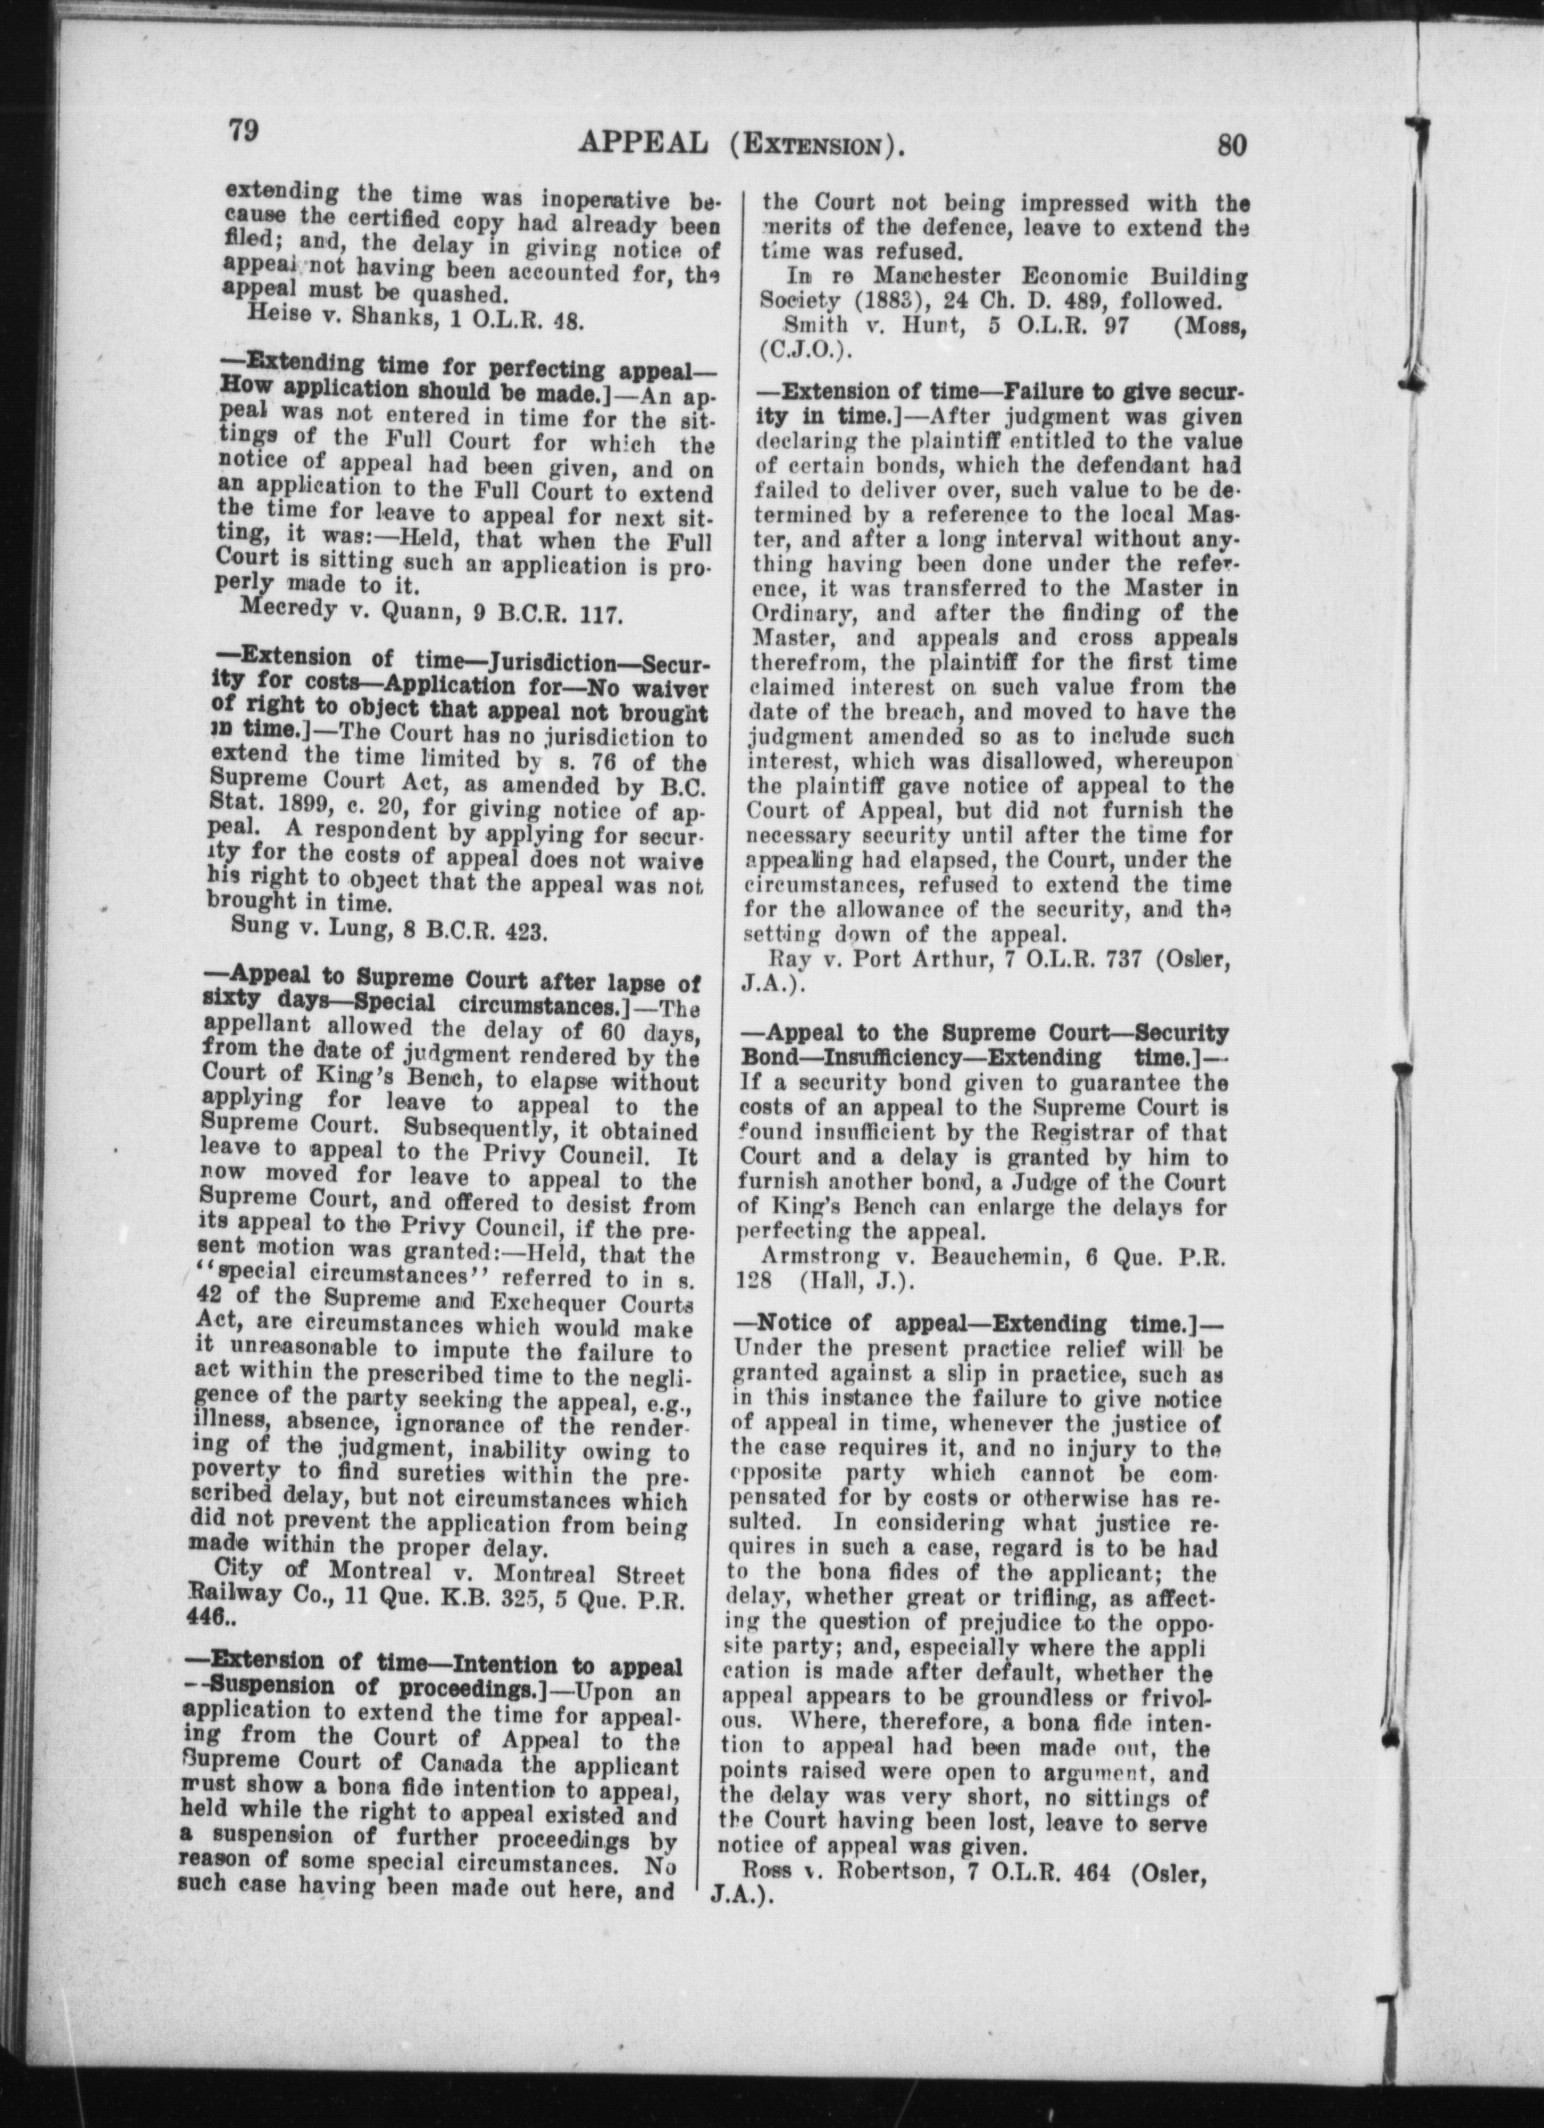 79
APPEAL (EXTENSION).
80
extending the time was inoperative be-
cause the certified copy had already been
filed; and, the delay in giving notice of
appeal not having been accounted for, the
appeal must be quashed.
Heise v. Shanks, 1 O.L.R. 48.
—Extending time for perfecting appeal—
How application should be made.]—An ap-
peal was not entered in time for the sit-
tings of the Full Court for which the
notice of appeal had been given, and on
an application to the Full Court to extend
the time for leave to appeal for next sit-
ting, it was:—Held, that when the Full
Court is sitting such an application is pro-
perly made to it.
Mecredy v. Quann, 9 B.C.R. 117.
—Extension of time—Jurisdiction—Secur-
ity for costs—Application for—No waiver
of right to object that appeal not brought
in time.]—The Court has no jurisdiction to
extend the time limited by s. 76 of the
Supreme Court Act, as amended by B.C.
Stat. 1899, c. 20, for giving notice of ap-
peal. A respondent by applying for secur-
ity for the costs of appeal does not waive
his right to object that the appeal was not
brought in time.
Sung v. Lung, 8 B.C.R. 423.
—Appeal to Supreme Court after lapse of
sixty days—Special circumstances.]—The
appellant allowed the delay of 60 days,
from the date of judgment rendered by the
Court of King's Bench, to elapse without
applying for leave to appeal to the
Supreme Court. Subsequently, it obtained
leave to appeal to the Privy Council. It
now moved for leave to appeal to the
Supreme Court, and offered to desist from
its appeal to the Privy Council, if the pre-
sent motion was granted:—Held, that the
"special circumstances" referred to in s.
42 of the Supreme and Exchequer Courts
Act, are circumstances which would make
it unreasonable to impute the failure to
act within the prescribed time to the negli-
gence of the party seeking the appeal, e.g.,
illness, absence, ignorance of the render-
ing of the judgment, inability owing to
poverty to find sureties within the pre-
scribed delay, but not circumstances which
did not prevent the application from being
made within the proper delay.
City of Montreal v. Montreal Street
Railway Co., 11 Que. K.B. 325, 5 Que. P.R.
446..
—Extension of time—Intention to appeal
--Suspension of proceedings.]—Upon an
application to extend the time for appeal-
ing from the Court of Appeal to the
Supreme Court of Canada the applicant
must show a bona fide intention to appeal,
held while the right to appeal existed and
a suspension of further proceedings by
reason of some special circumstances. No
such case having been made out here, and
the Court not being impressed with the
merits of the defence, leave to extend the
time was refused.
In re Manchester Economic Building
Society (1883), 24 Ch. D. 489, followed.
Smith v. Hunt, 5 O.L.R. 97 (Moss,
(C.J.O.).
—Extension of time—Failure to give secur-
ity in time.]—After judgment was given
declaring the plaintiff entitled to the value
of certain bonds, which the defendant had
failed to deliver over, such value to be de-
termined by a reference to the local Mas-
ter, and after a long interval without any-
thing having been done under the refer-
ence, it was transferred to the Master in
Ordinary, and after the finding of the
Master, and appeals and cross appeals
therefrom, the plaintiff for the first time
claimed interest on such value from the
date of the breach, and moved to have the
judgment amended so as to include such
interest, which was disallowed, whereupon
the plaintiff gave notice of appeal to the
Court of Appeal, but did not furnish the
necessary security until after the time for
appealing had elapsed, the Court, under the
circumstances, refused to extend the time
for the allowance of the security, and the
setting down of the appeal.
Ray v. Port Arthur, 7 O.L.R. 737 (Osler,
J.A.).
—Appeal to the Supreme Court—Security
Bond—Insufficiency—Extending time.]—
If a security bond given to guarantee the
costs of an appeal to the Supreme Court is
found insufficient by the Registrar of that
Court and a delay is granted by him to
furnish another bond, a Judge of the Court
of King's Bench can enlarge the delays for
perfecting the appeal.
Armstrong v. Beauchemin, 6 Que. P.R.
128 (Hall, J.).
—Notice of appeal—Extending time.]—
Under the present practice relief will be
granted against a slip in practice, such as
in this instance the failure to give notice
of appeal in time, whenever the justice of
the case requires it, and no injury to the
opposite party which cannot be com-
pensated for by costs or otherwise has re-
sulted. In considering what justice re-
quires in such a case, regard is to be had
to the bona fides of the applicant; the
delay, whether great or trifling, as affect-
ing the question of prejudice to the oppo-
site party; and, especially where the appli
cation is made after default, whether the
appeal appears to be groundless or frivol-
ous. Where, therefore, a bona fide inten-
tion to appeal had been made out, the
points raised were open to argument, and
the delay was very short, no sittings of
the Court having been lost, leave to serve
notice of appeal was given.
Ross v. Robertson, 7 O.L.R. 464 (Osler,
J.A.).